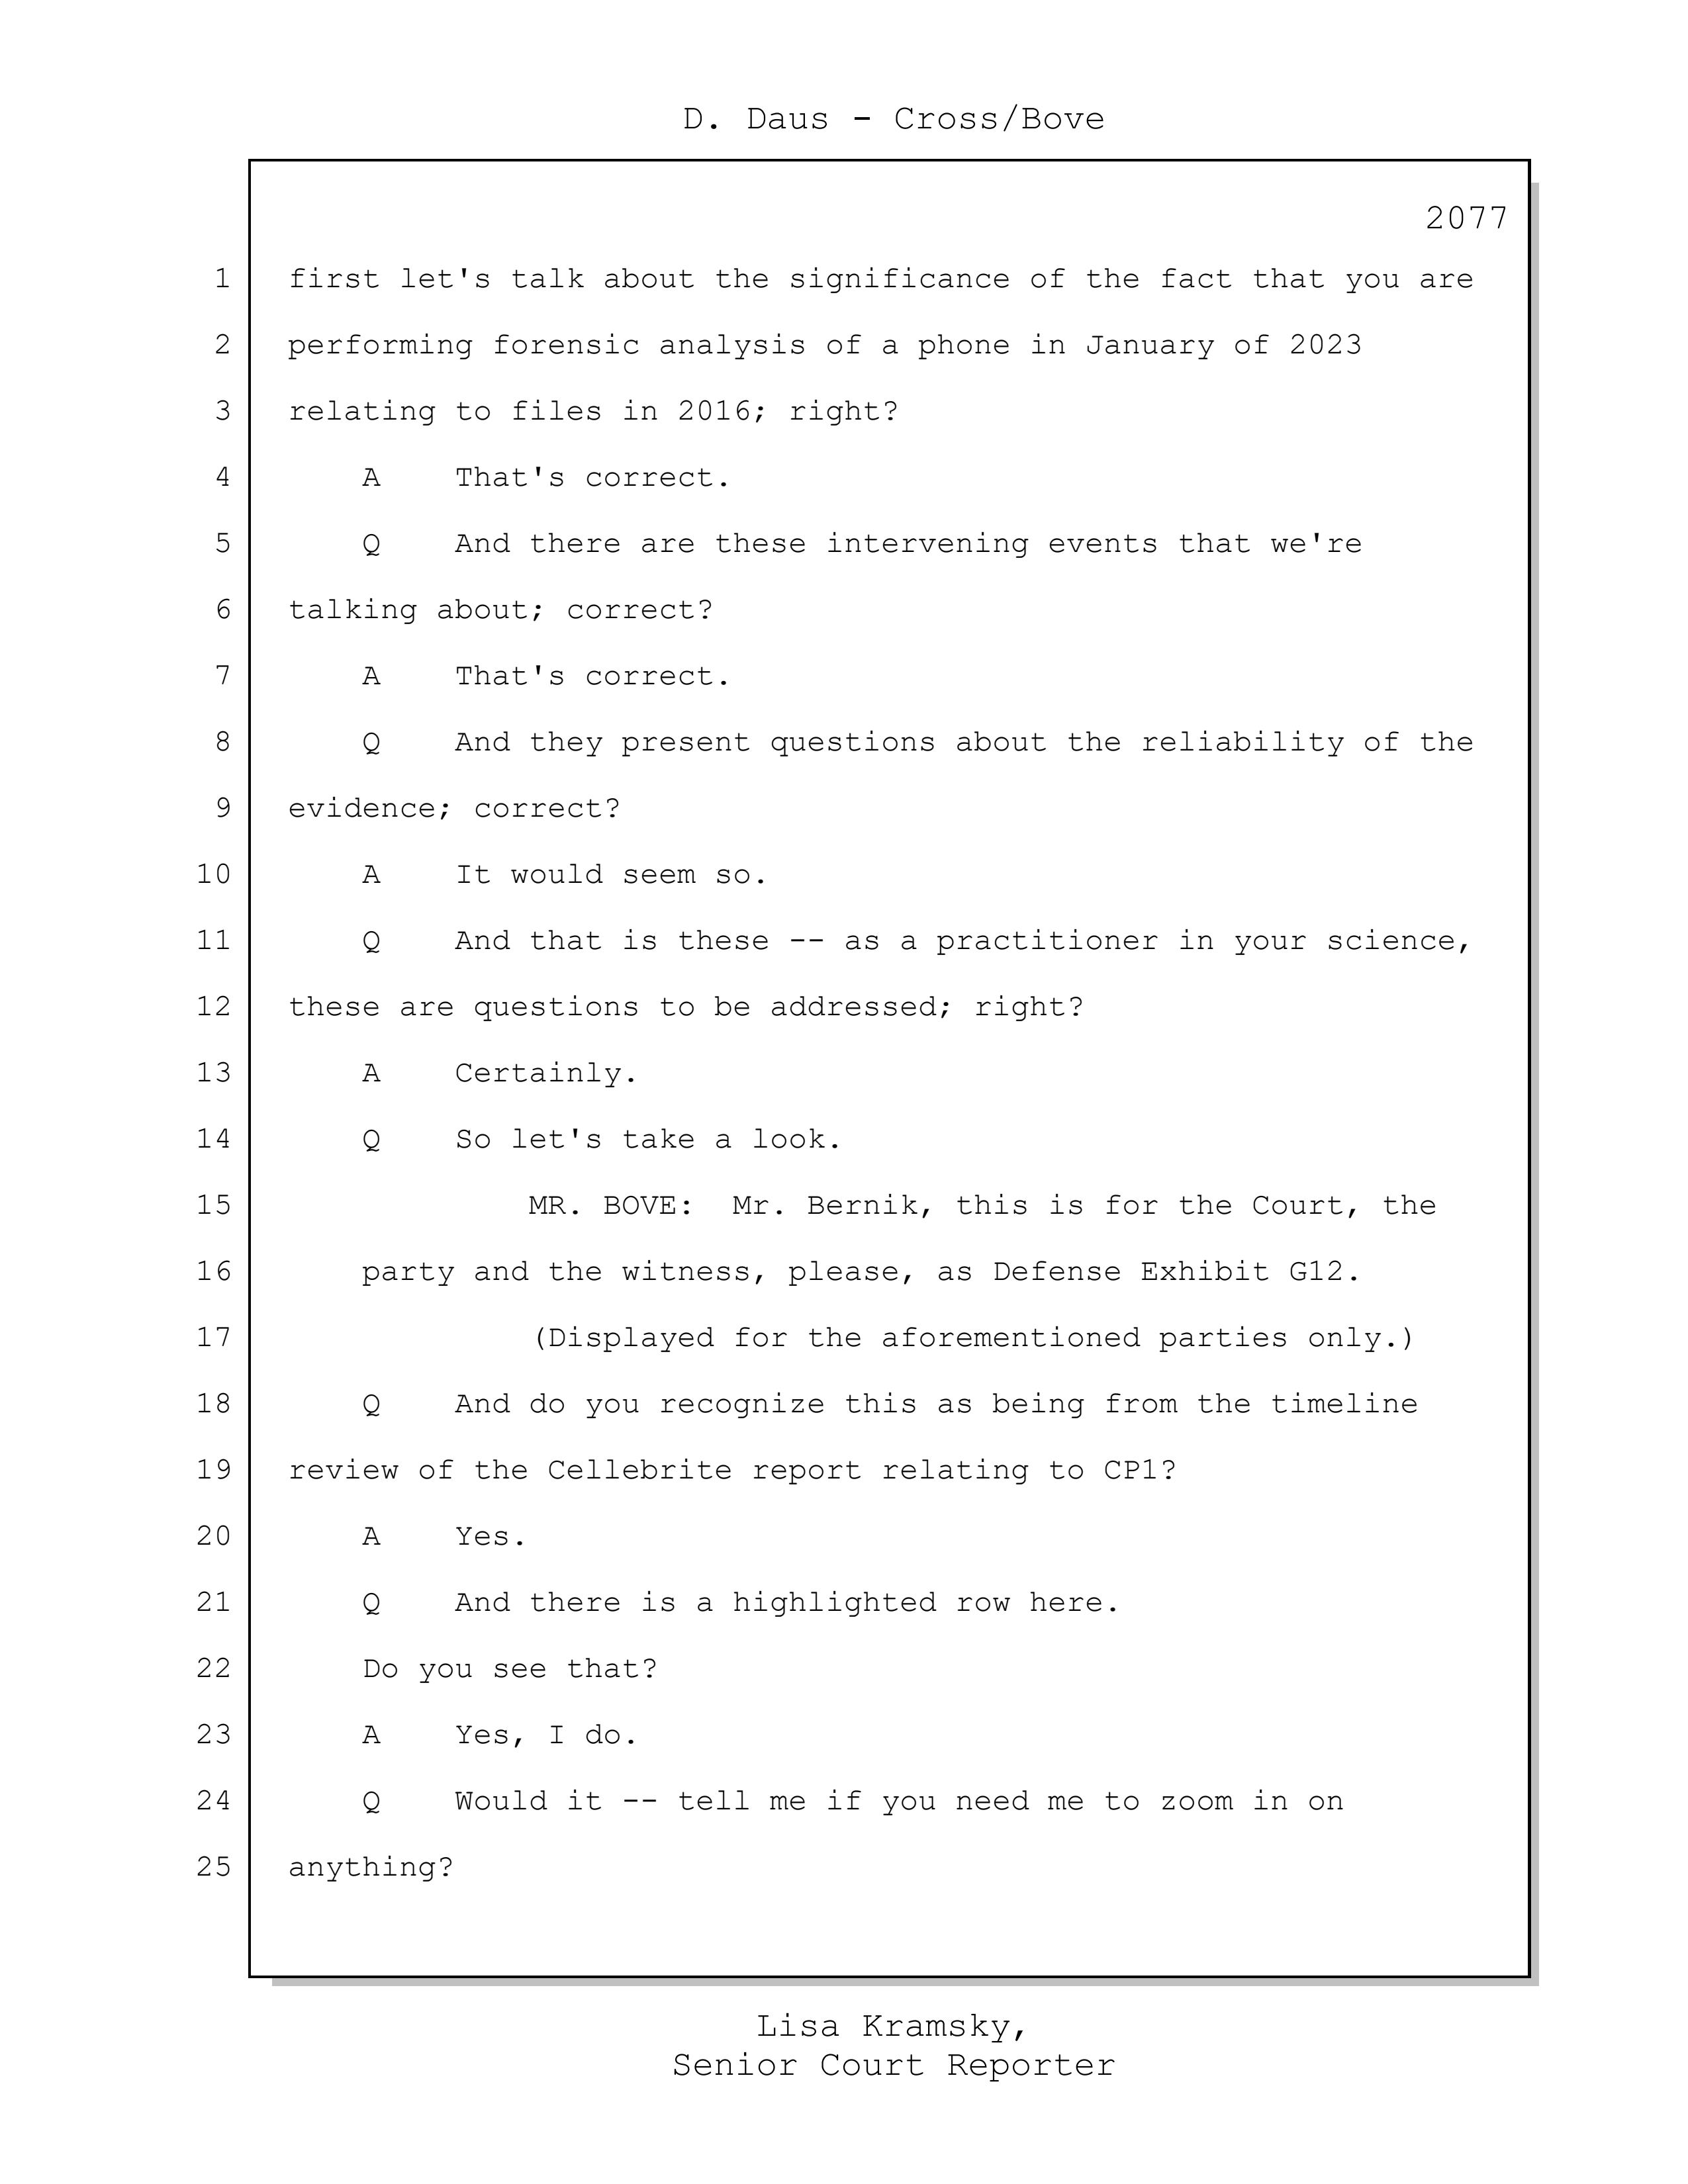 D. Daus - Cross/Bove
2077
1 first let's talk about the significance of the fact that you are
2 performing forensic analysis of a phone in January of 2023
3 relating to files in 2016; right?
4 A That's correct.
5 Q And there are these intervening events that we're
6 talking about; correct?
7 A That's correct.
8 Q And they present questions about the reliability of the
9 evidence; correct?
10 A It would seem so.
11 Q And that is these -- as a practitioner in your science,
12 these are questions to be addressed; right?
13 A Certainly.
14 Q So let's take a look.
15 MR. BOVE: Mr. Bernik, this is for the Court, the
16 party and the witness, please, as Defense Exhibit G12.
17 (Displayed for the aforementioned parties only.)
18 Q And do you recognize this as being from the timeline
19 review of the Cellebrite report relating to CP1?
20 A Yes.
21 Q And there is a highlighted row here.
22 Do you see that?
23 A Yes, I do.
24 Q Would it -- tell me if you need me to zoom in on
25 anything?
Lisa Kramsky,
Senior Court Reporter